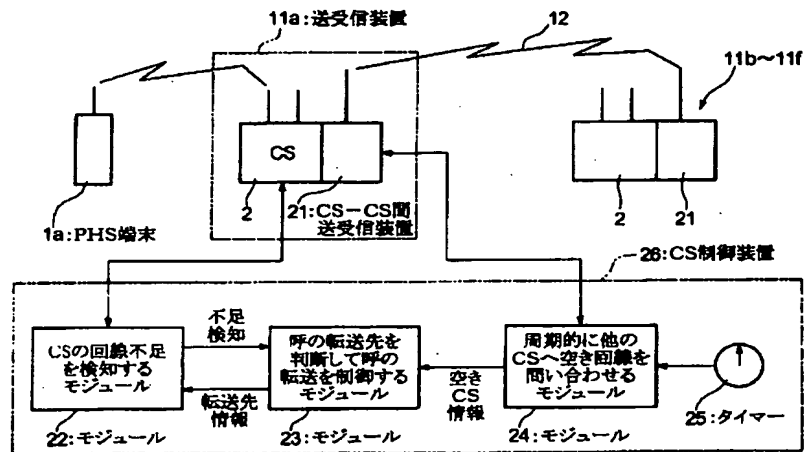 11a:送受信装置
12
11b～11f
CS
2
21:CS－CS間
送受信装置
2
21
1a:PHS端末
26:CS制御装置
不足
検知
CSの回線不足
を検知する
モジュール
呼の転送先を
判断して呼の
転送を制御する
モジュール
周期的に他の
CSへ空き回線を
問い合わせる
モジュール
転送先
情報
空き
CS
情報
22:モジュール
23:モジュール
24:モジュール
25:タイマー